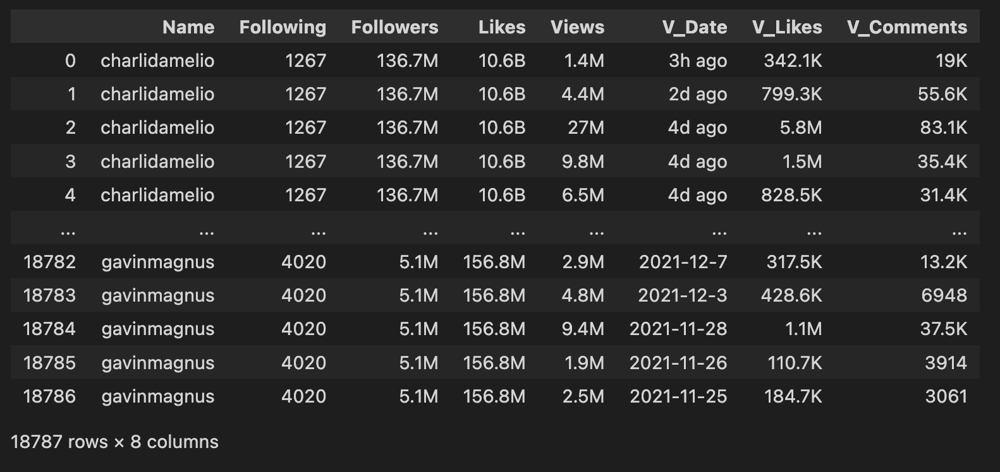 Name Following Followers Likes Views V_Date V_Likes V_Comments
0 charlidamelio 1267 136.7M 10.6B 1.4M 3h ago 342.1K 19K
1 charlidamelio 1267 136.7M 10.6B 4.4M 2d ago 799.3K 55.6K
2 charlidamelio 1267 136.7M 10.6B 27M 4d ago 5.8M 83.1K
3 charlidamelio 1267 136.7M 10.6B 9.8M 4d ago 1.5M 35.4K
4 charlidamelio 1267 136.7M 10.6B 6.5M 4d ago 828.5K 31.4K
... ... ... ... ... ... ... ... ...
18782 gavinmagnus 4020 5.1M 156.8M 2.9M 2021-12-7 317.5K 13.2K
18783 gavinmagnus 4020 5.1M 156.8M 4.8M 2021-12-3 428.6K 6948
18784 gavinmagnus 4020 5.1M 156.8M 9.4M 2021-11-28 1.1M 37.5K
18785 gavinmagnus 4020 5.1M 156.8M 1.9M 2021-11-26 110.7K 3914
18786 gavinmagnus 4020 5.1M 156.8M 2.5M 2021-11-25 184.7K 3061
18787 rows × 8 columns